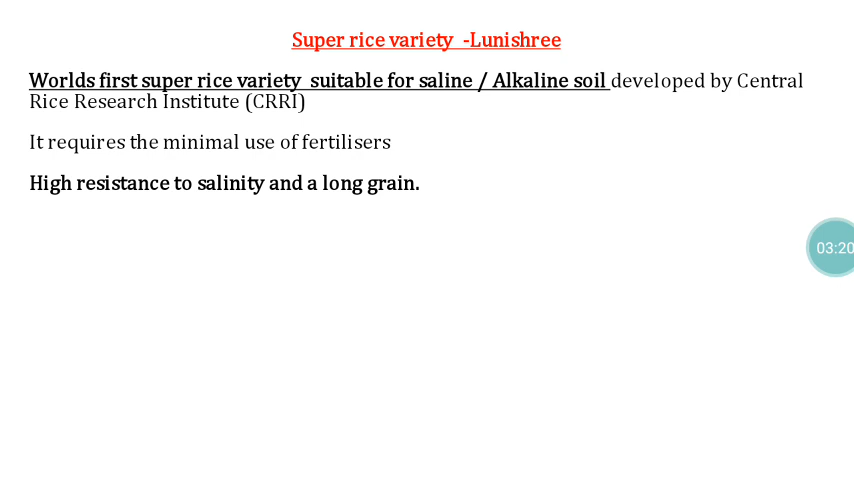 Super rice variety -Lunishree
Worlds first super rice variety suitable for saline / Alkaline soil developed by Central
Rice Research Institute (CRRI)
It requires the minimal use of fertilisers
High resistance to salinity and a long grain.
03:20